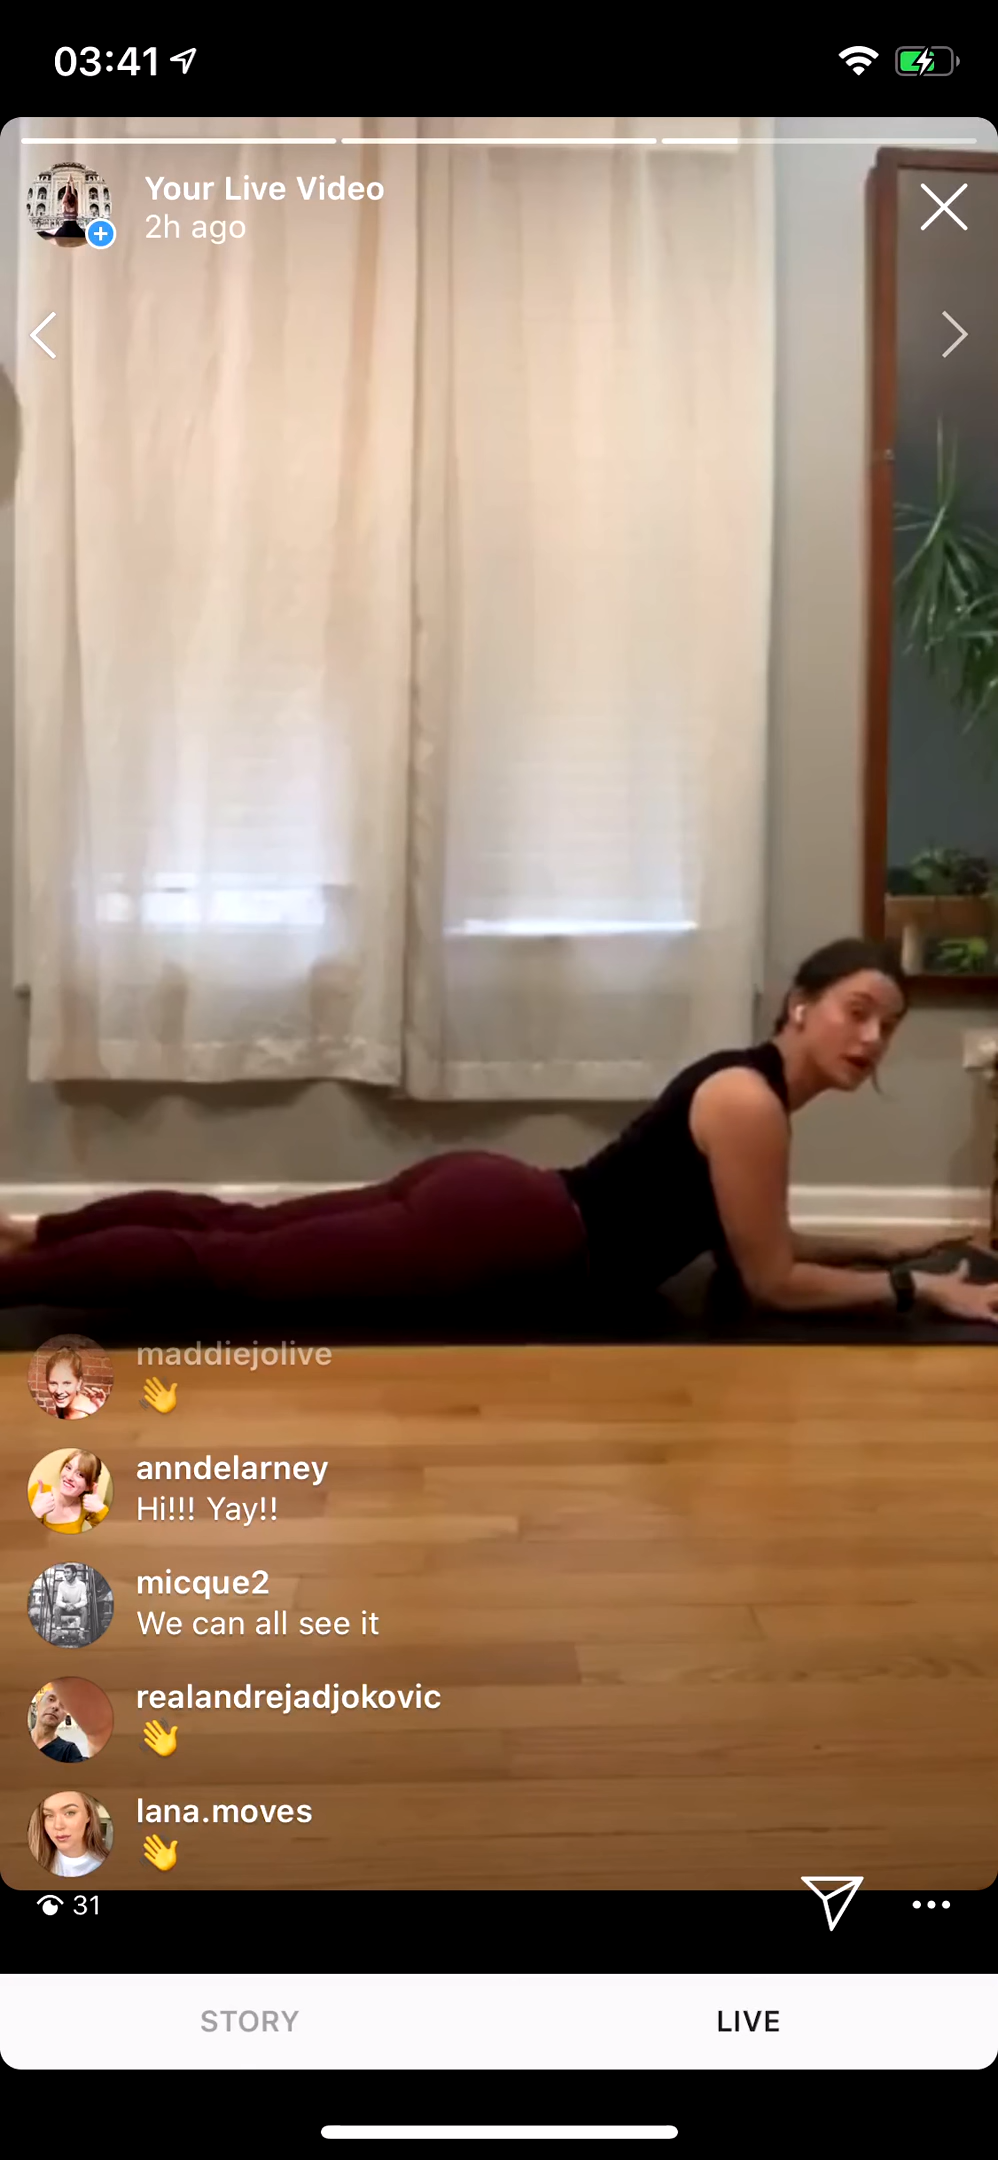 03:41
Your Live Video
2h ago
maddiejolive
👋
anndelarney
Hi!!! Yay!!
micque2
We can all see it
realandrejadjokovic
👋
lana.moves
👋
31
STORY
LIVE